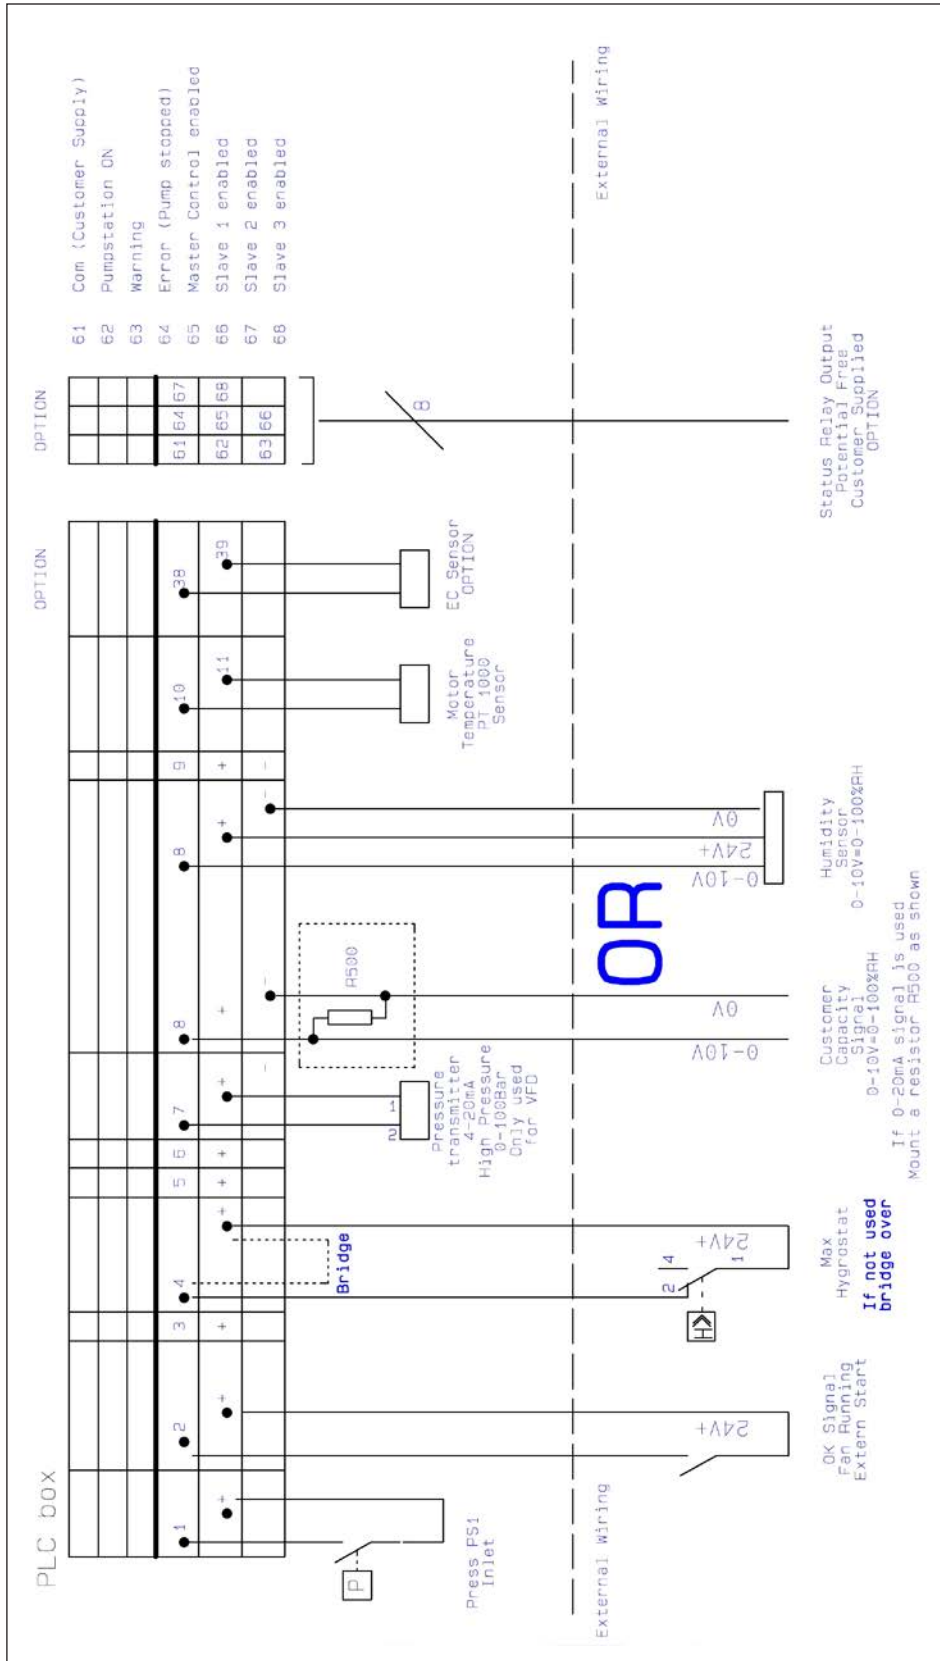 PLC box
OPTION
OPTION
1
+
2
+
3
+
4
+
5
+
6
+
7
+
-
8
+
-
8
+
-
9
+
-
10
11
38
39
61 64 67
62 65 68
63 66
61 Com (Customer Supply)
62 Pumpstation ON
63 Warning
64 Error (Pump stopped)
65 Master Control enabled
66 Slave 1 enabled
67 Slave 2 enabled
68 Slave 3 enabled
P
Press PS1
Inlet
Bridge
2 1
Pressure
transmitter
4-20mA
High Pressure
0-100Bar
Only used
for VFD
R500
Motor
Temperature
PT 1000
Sensor
EC Sensor
OPTION
8
External Wiring
External Wiring
OR
24V+
OK Signal
Fan Running
Extern Start
H
2 4
1
24V+
Max
Hygrostat
If not used
bridge over
0-10V
0V
Customer
Capacity
Signal
0-10V=0-100%RH
If 0-20mA signal is used
Mount a resistor R500 as shown
0-10V
24V+
0V
Humidity
Sensor
0-10V=0-100%RH
Status Relay Output
Potential Free
Customer Supplied
OPTION